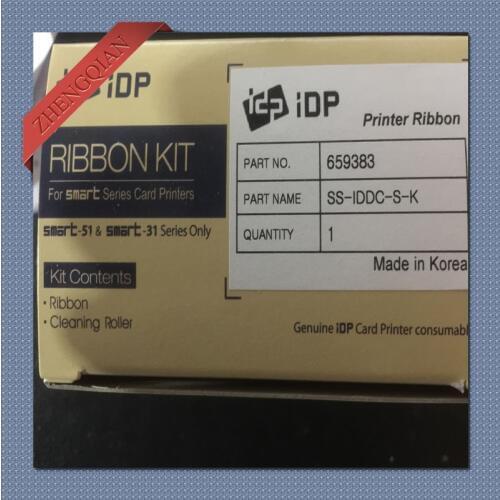 ZHENGQIAN
iDP
RIBBON KIT
For smart Series Card Printers
smart-51 & smart-31 Series Only
Kit Contents
· Ribbon
· Cleaning Roller
iDP iDP
Printer Ribbon
PART NO. 659383
PART NAME SS-IDDC-S-K
QUANTITY 1
Made in Korea
Genuine iDP Card Printer consumabl